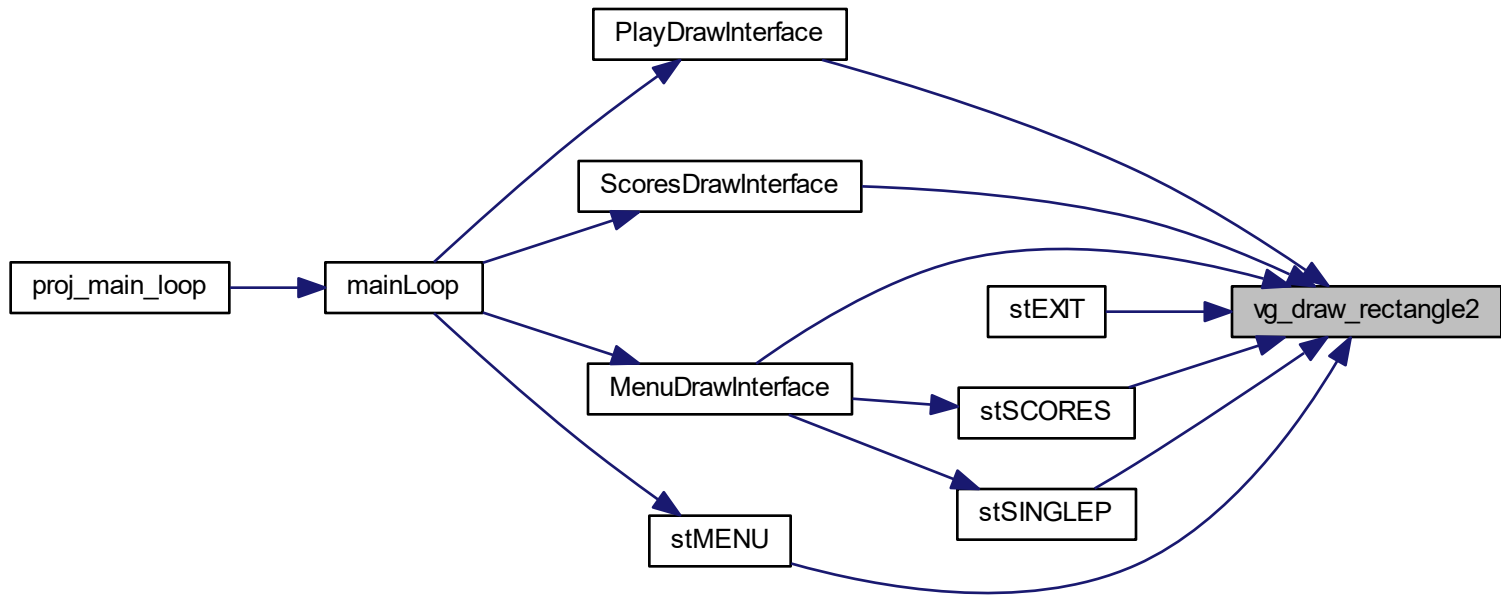 PlayDrawInterface
ScoresDrawInterface
proj_main_loop
mainLoop
stEXIT
vg_draw_rectangle2
MenuDrawInterface
stSCORES
stSINGLEP
stMENU